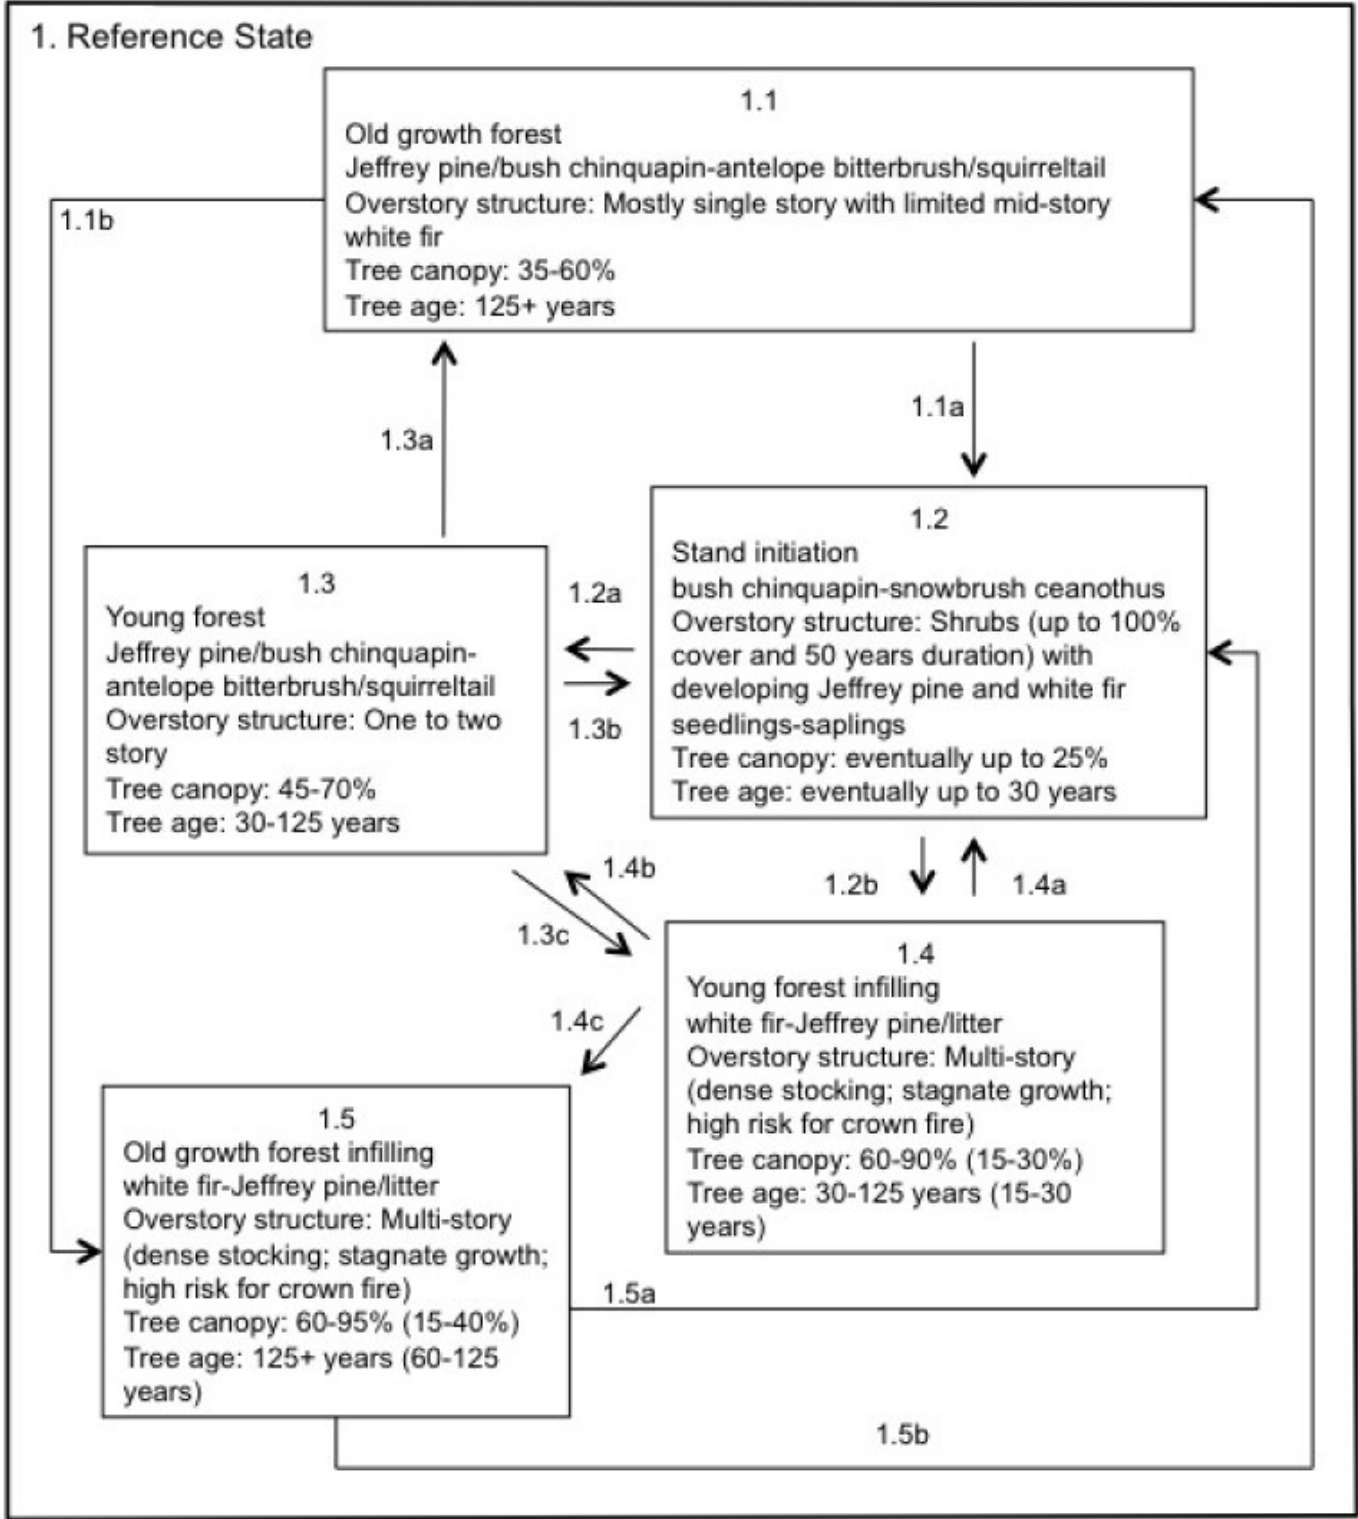 1. Reference State
1.1
Old growth forest
Jeffrey pine/bush chinquapin-antelope bitterbrush/squirreltail
Overstory structure: Mostly single story with limited mid-story
white fir
Tree canopy: 35-60%
Tree age: 125+ years
1.1b
1.1a
1.3a
1.2
Stand initiation
bush chinquapin-snowbrush ceanothus
Overstory structure: Shrubs (up to 100%
cover and 50 years duration) with
developing Jeffrey pine and white fir
seedlings-saplings
Tree canopy: eventually up to 25%
Tree age: eventually up to 30 years
1.3
Young forest
Jeffrey pine/bush chinquapin-
antelope bitterbrush/squirreltail
Overstory structure: One to two
story
Tree canopy: 45-70%
Tree age: 30-125 years
1.2a
1.3b
1.4b
1.3c
1.2b
1.4a
1.4
Young forest infilling
white fir-Jeffrey pine/litter
Overstory structure: Multi-story
(dense stocking; stagnate growth;
high risk for crown fire)
Tree canopy: 60-90% (15-30%)
Tree age: 30-125 years (15-30
years)
1.4c
1.5
Old growth forest infilling
white fir-Jeffrey pine/litter
Overstory structure: Multi-story
(dense stocking; stagnate growth;
high risk for crown fire)
Tree canopy: 60-95% (15-40%)
Tree age: 125+ years (60-125
years)
1.5a
1.5b